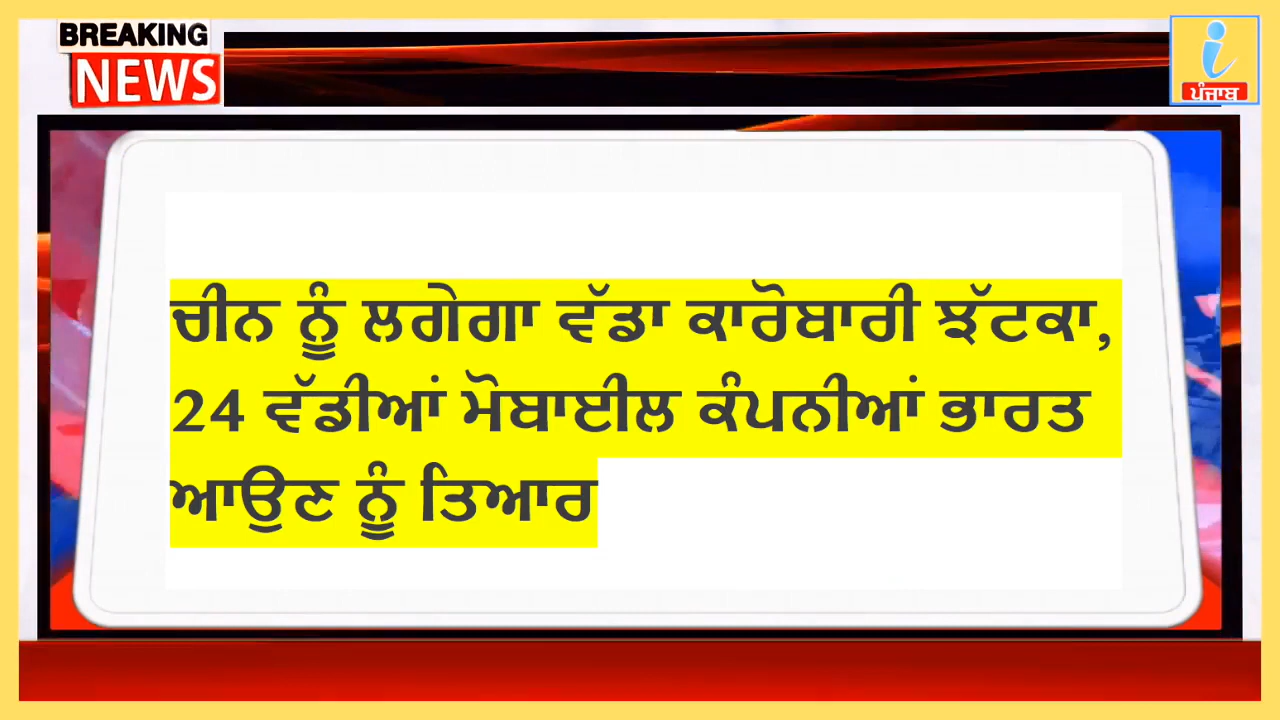 BREAKING
NEWS
ਪੰਜਾਬ
ਚੀਨ ਨੂੰ ਲਗੇਗਾ ਵੱਡਾ ਕਾਰੋਬਾਰੀ ਝੱਟਕਾ,
24 ਵੱਡੀਆਂ ਮੋਬਾਈਲ ਕੰਪਨੀਆਂ ਭਾਰਤ
ਆਉਣ ਨੂੰ ਤਿਆਰ